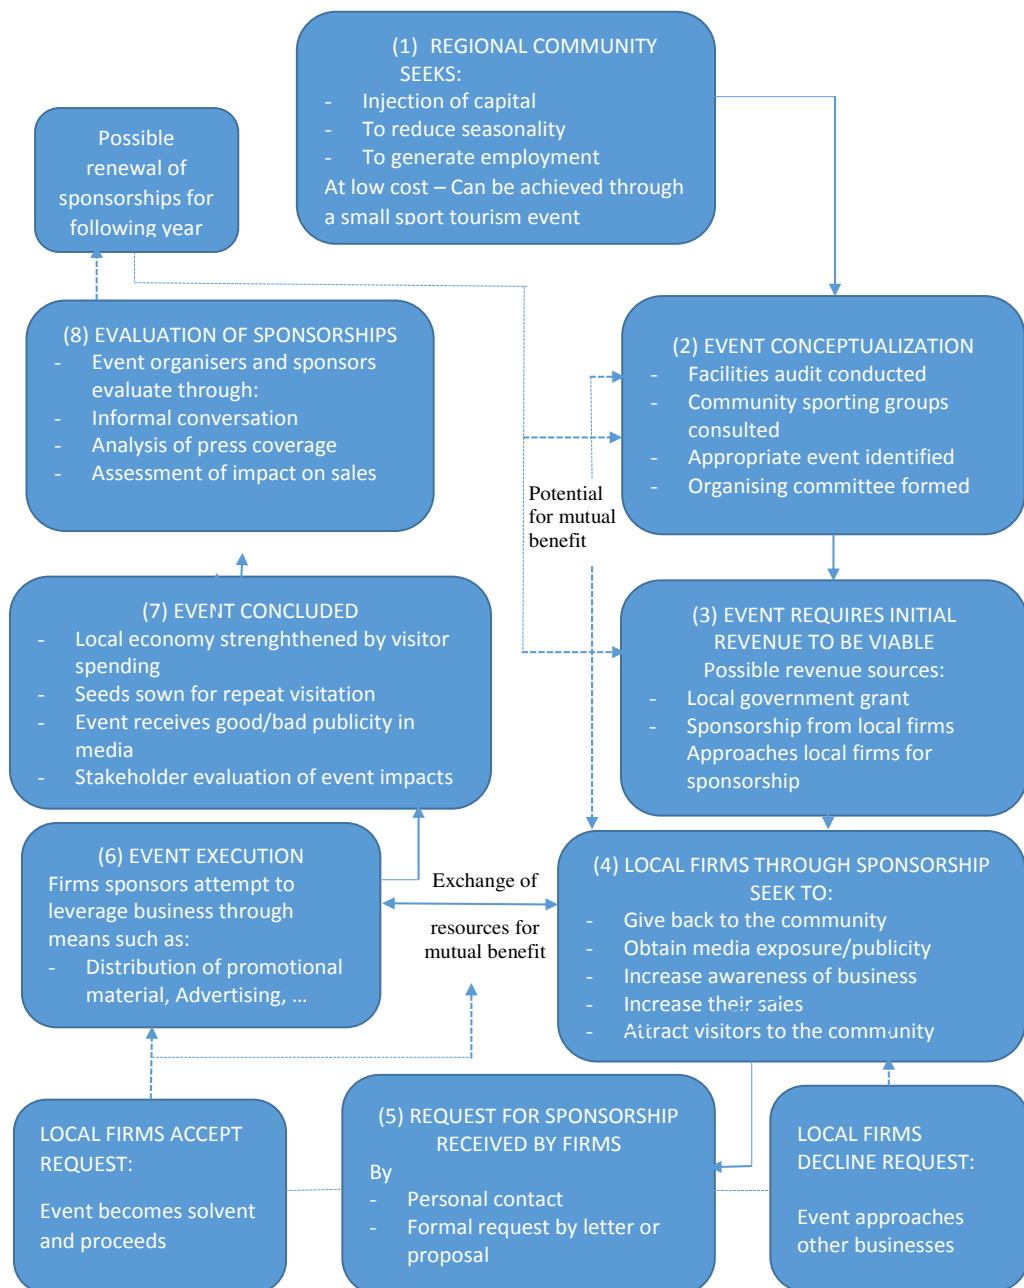 (1) REGIONAL COMMUNITY
SEEKS:
- Injection of capital
- To reduce seasonality
- To generate employment
At low cost – Can be achieved through
a small sport tourism event
Possible
renewal of
sponsorships for
following year
(8) EVALUATION OF SPONSORSHIPS
- Event organisers and sponsors
evaluate through:
- Informal conversation
- Analysis of press coverage
- Assessment of impact on sales
(2) EVENT CONCEPTUALIZATION
- Facilities audit conducted
- Community sporting groups
consulted
- Appropriate event identified
- Organising committee formed
Potential
for mutual
benefit
(7) EVENT CONCLUDED
- Local economy strenghthened by visitor
spending
- Seeds sown for repeat visitation
- Event receives good/bad publicity in
media
- Stakeholder evaluation of event impacts
(3) EVENT REQUIRES INITIAL
REVENUE TO BE VIABLE
Possible revenue sources:
- Local government grant
- Sponsorship from local firms
Approaches local firms for
sponsorship
(6) EVENT EXECUTION
Firms sponsors attempt to
leverage business through
means such as:
- Distribution of promotional
material, Advertising, ...
Exchange of
resources for
mutual benefit
(4) LOCAL FIRMS THROUGH SPONSORSHIP
SEEK TO:
- Give back to the community
- Obtain media exposure/publicity
- Increase awareness of business
- Increase their sales
- Attract visitors to the community
LOCAL FIRMS ACCEPT
REQUEST:
Event becomes solvent
and proceeds
(5) REQUEST FOR SPONSORSHIP
RECEIVED BY FIRMS
By
- Personal contact
- Formal request by letter or
proposal
LOCAL FIRMS
DECLINE REQUEST:
Event approaches
other businesses